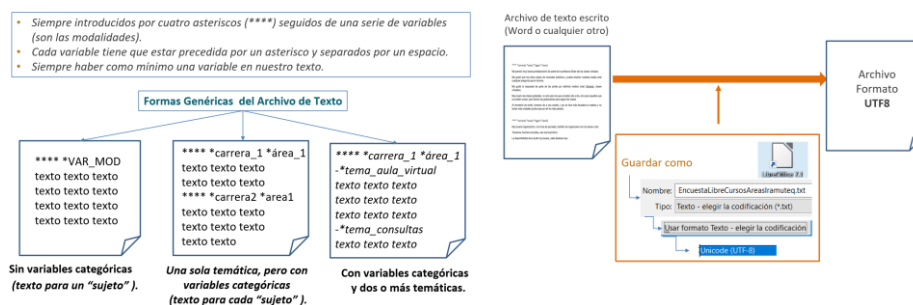 • Siempre introducidos por cuatro asteriscos (****) seguidos de una serie de variables
(son las modalidades).
• Cada variable tiene que estar precedida por un asterisco y separados por un espacio.
• Siempre haber como mínimo una variable en nuestro texto.
Formas Genéricas del Archivo de Texto
**** *VAR_MOD
texto texto texto
texto texto texto
texto texto texto
texto texto texto
Sin variables categóricas
(texto para un “sujeto” ).
**** *carrera_1 *área_1
texto texto texto
texto texto texto
**** *carrera2 *area1
texto texto texto
texto texto texto
texto texto
Una sola temática, pero con
variables categóricas
(texto para cada “sujeto”).
**** *carrera_1 *área_1
-*tema_aula_virtual
texto texto texto
texto texto texto
texto texto texto
-*tema_consultas
texto texto texto
Con variables categóricas
y dos o más temáticas.
Archivo de texto escrito
(Word o cualquier otro)
Archivo
Formato
UTF8
Guardar como
LibreOffice 7.3
Nombre: EncuestaLibreCursosAreasIramuteq.txt
Tipo: Texto - elegir la codificación (*.txt)
Usar formato Texto - elegir la codificación
Unicode (UTF-8)